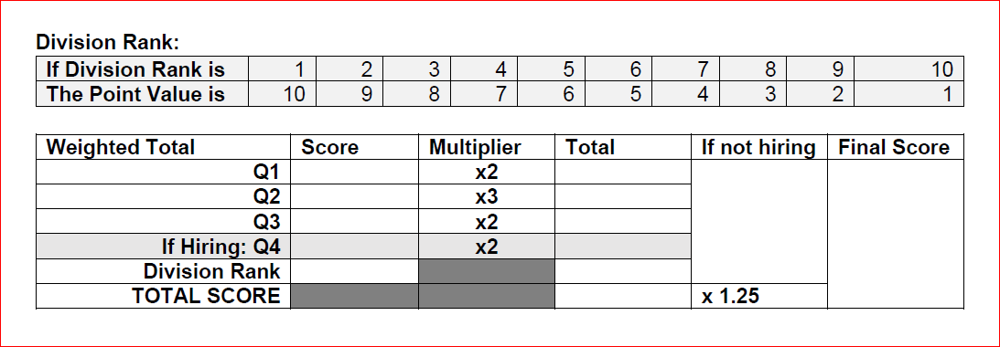 Division Rank:
If Division Rank is 1 2 3 4 5 6 7 8 9 10
The Point Value is 10 9 8 7 6 5 4 3 2 1
Weighted Total Score Multiplier Total If not hiring Final Score
Q1 x2
Q2 x3
Q3 x2
If Hiring: Q4 x2
Division Rank
TOTAL SCORE x 1.25